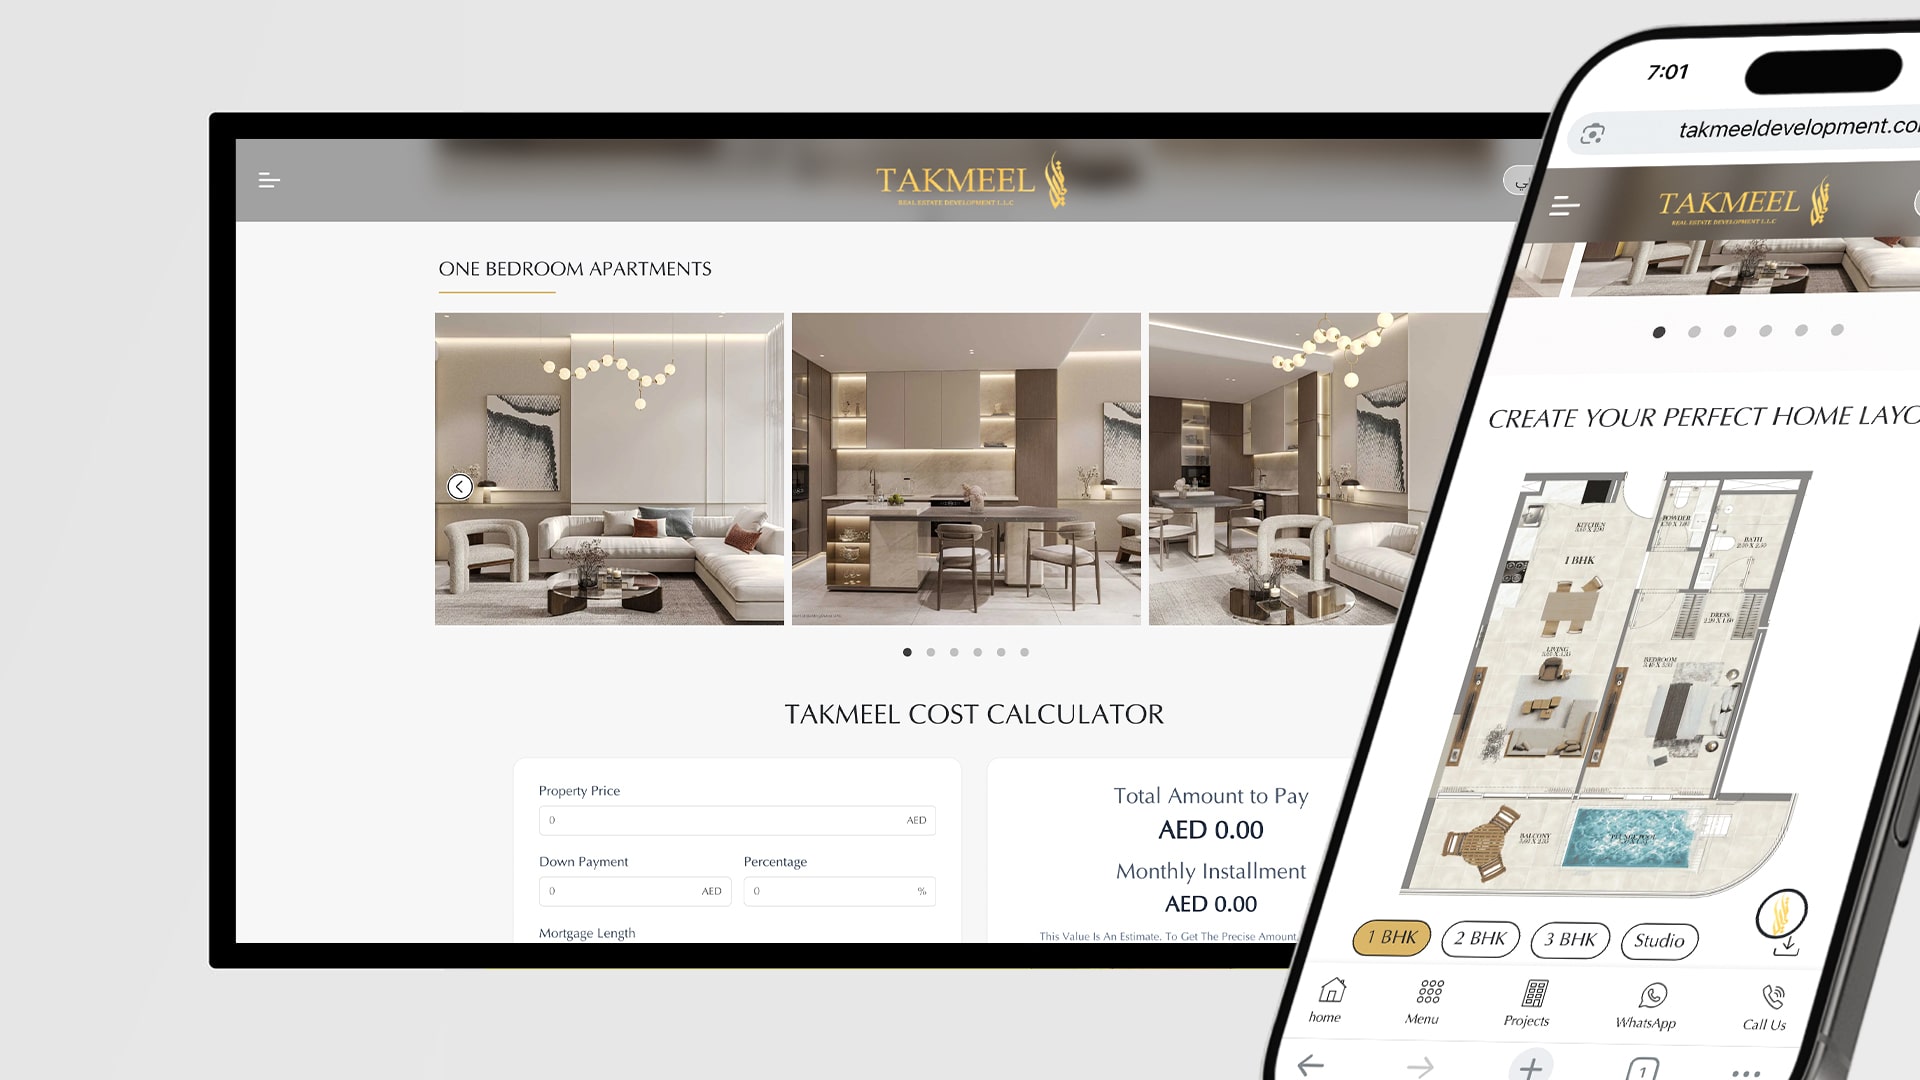 TAKMEEL
REAL ESTATE DEVELOPMENT L.L.C
ONE BEDROOM APARTMENTS
TAKMEEL COST CALCULATOR
Property Price
0 AED
Down Payment
0 AED
Percentage
0 %
Mortgage Length
Total Amount to Pay
AED 0.00
Monthly Installment
AED 0.00
This Value Is An Estimate. To Get The Precise Amount,
7:01
takmeeldevelopment.co
TAKMEEL
REAL ESTATE DEVELOPMENT L.L.C
CREATE YOUR PERFECT HOME LAYO
KITCHEN
POWDER
BATH
1 BHK
DRESS
2.29 X 1.60
LIVING
BEDROOM
BALCONY
1 BHK
2 BHK
3 BHK
Studio
home
Menu
Projects
WhatsApp
Call Us
1